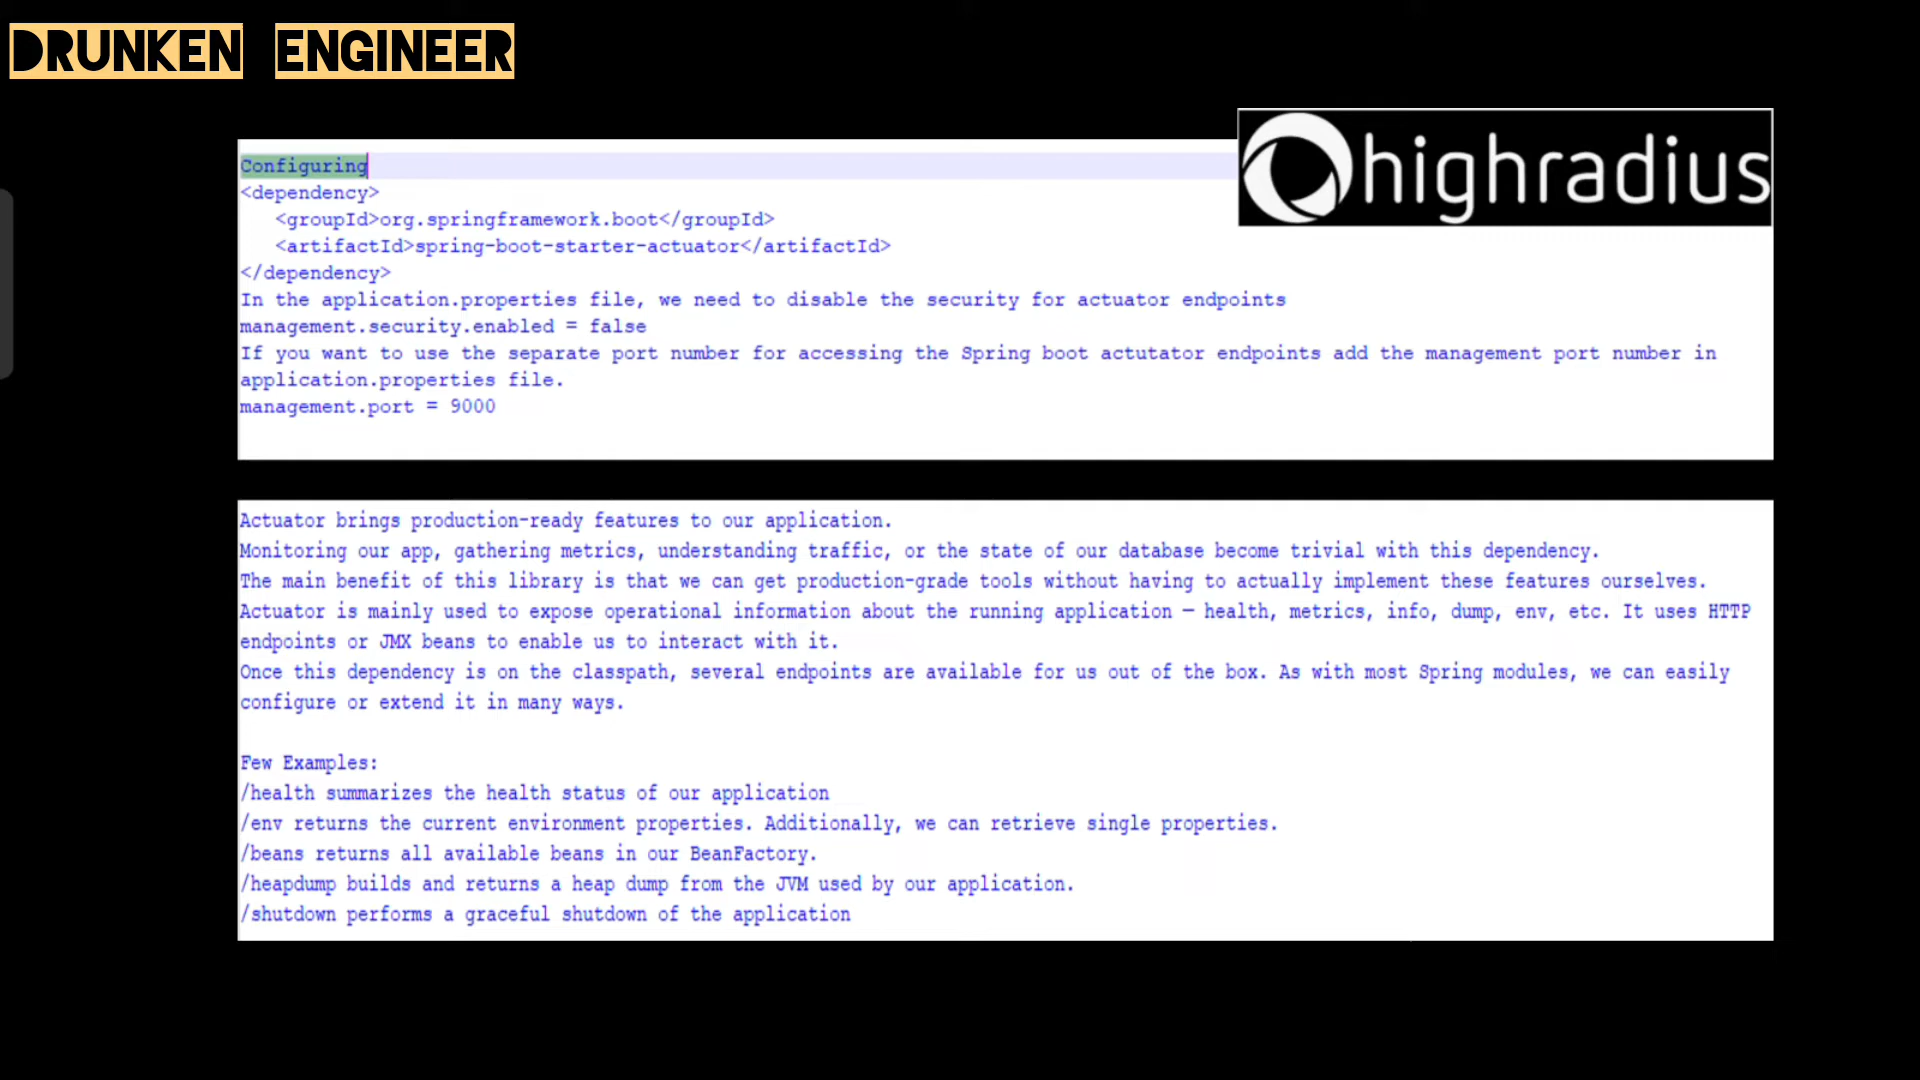 DRUNKEN ENGINEER
highradius
Configuring
<dependency>
   <groupId>org.springframework.boot</groupId>
   <artifactId>spring-boot-starter-actuator</artifactId>
</dependency>
In the application.properties file, we need to disable the security for actuator endpoints
management.security.enabled = false
If you want to use the separate port number for accessing the Spring boot actutator endpoints add the management port number in
application.properties file.
management.port = 9000
Actuator brings production-ready features to our application.
Monitoring our app, gathering metrics, understanding traffic, or the state of our database become trivial with this dependency.
The main benefit of this library is that we can get production-grade tools without having to actually implement these features ourselves.
Actuator is mainly used to expose operational information about the running application – health, metrics, info, dump, env, etc. It uses HTTP
endpoints or JMX beans to enable us to interact with it.
Once this dependency is on the classpath, several endpoints are available for us out of the box. As with most Spring modules, we can easily
configure or extend it in many ways.
Few Examples:
/health summarizes the health status of our application
/env returns the current environment properties. Additionally, we can retrieve single properties.
/beans returns all available beans in our BeanFactory.
/heapdump builds and returns a heap dump from the JVM used by our application.
/shutdown performs a graceful shutdown of the application